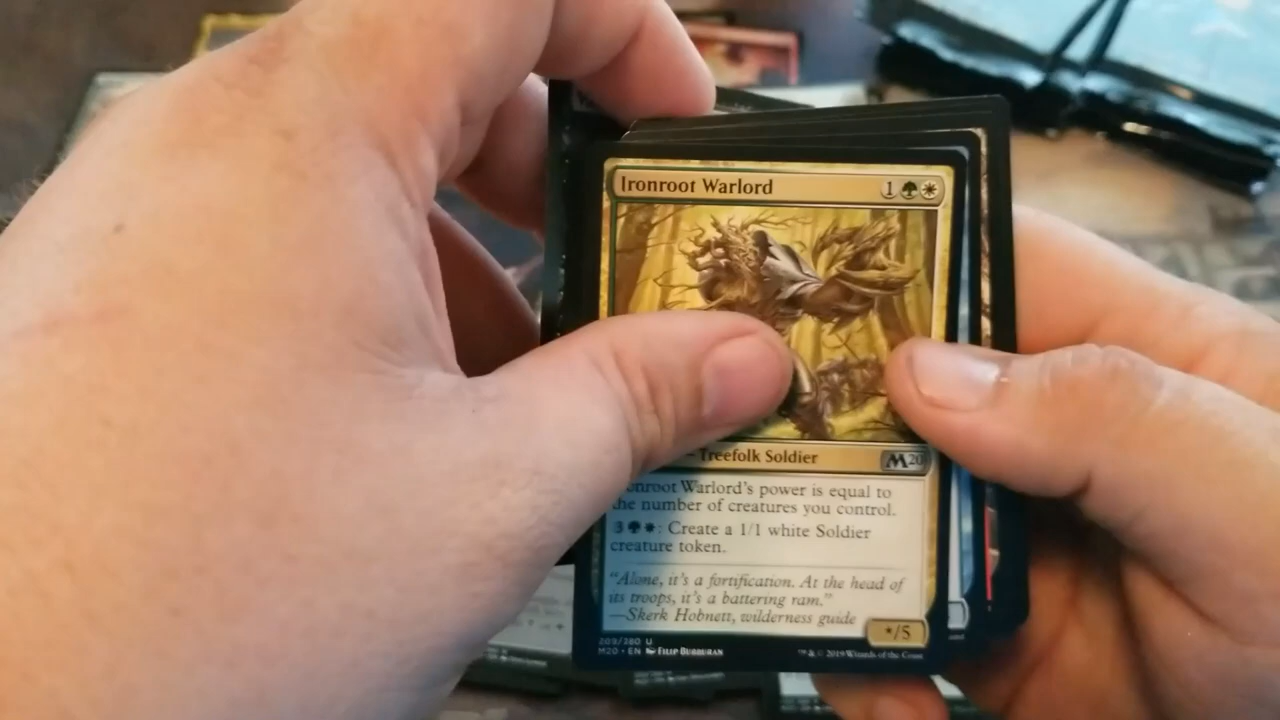 Ironroot Warlord 1
– Treefolk Soldier M20
onroot Warlord's power is equal to
the number of creatures you control.
3 : Create a 1/1 white Soldier
creature token.
"Alone, it's a fortification. At the head of
its troops, it's a battering ram."
—Skerk Hobnett, wilderness guide
*/5
209/280 U
M20 • EN Filip Burburan ™ & © 2019 Wizards of the Coast